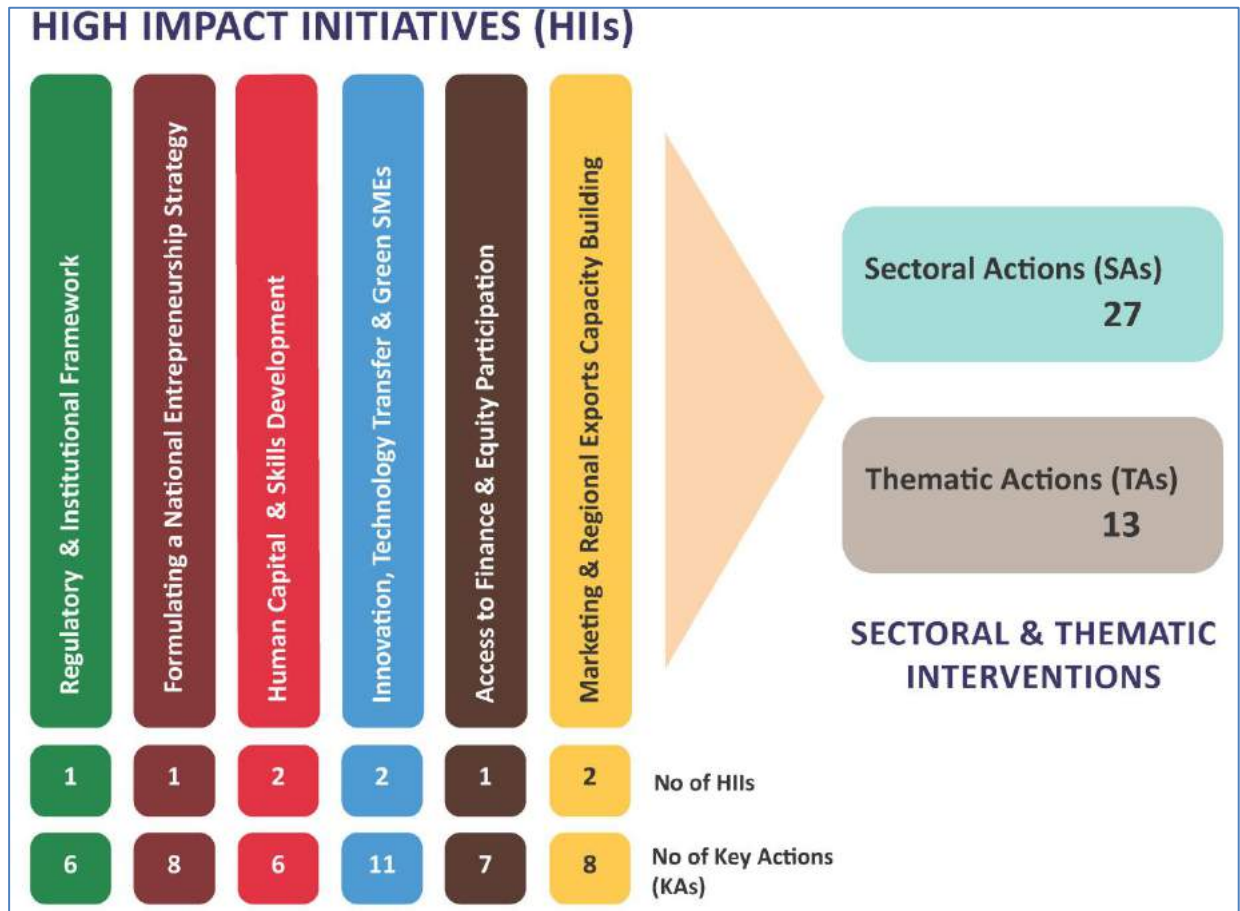 HIGH IMPACT INITIATIVES (HIIs)
Regulatory & Institutional Framework
Formulating a National Entrepreneurship Strategy
Human Capital & Skills Development
Innovation, Technology Transfer & Green SMEs
Access to Finance & Equity Participation
Marketing & Regional Exports Capacity Building
Sectoral Actions (SAs)
27
Thematic Actions (TAs)
13
SECTORAL & THEMATIC
INTERVENTIONS
1 1 2 2 1 2 No of HIIs
6 8 6 11 7 8 No of Key Actions
(KAs)